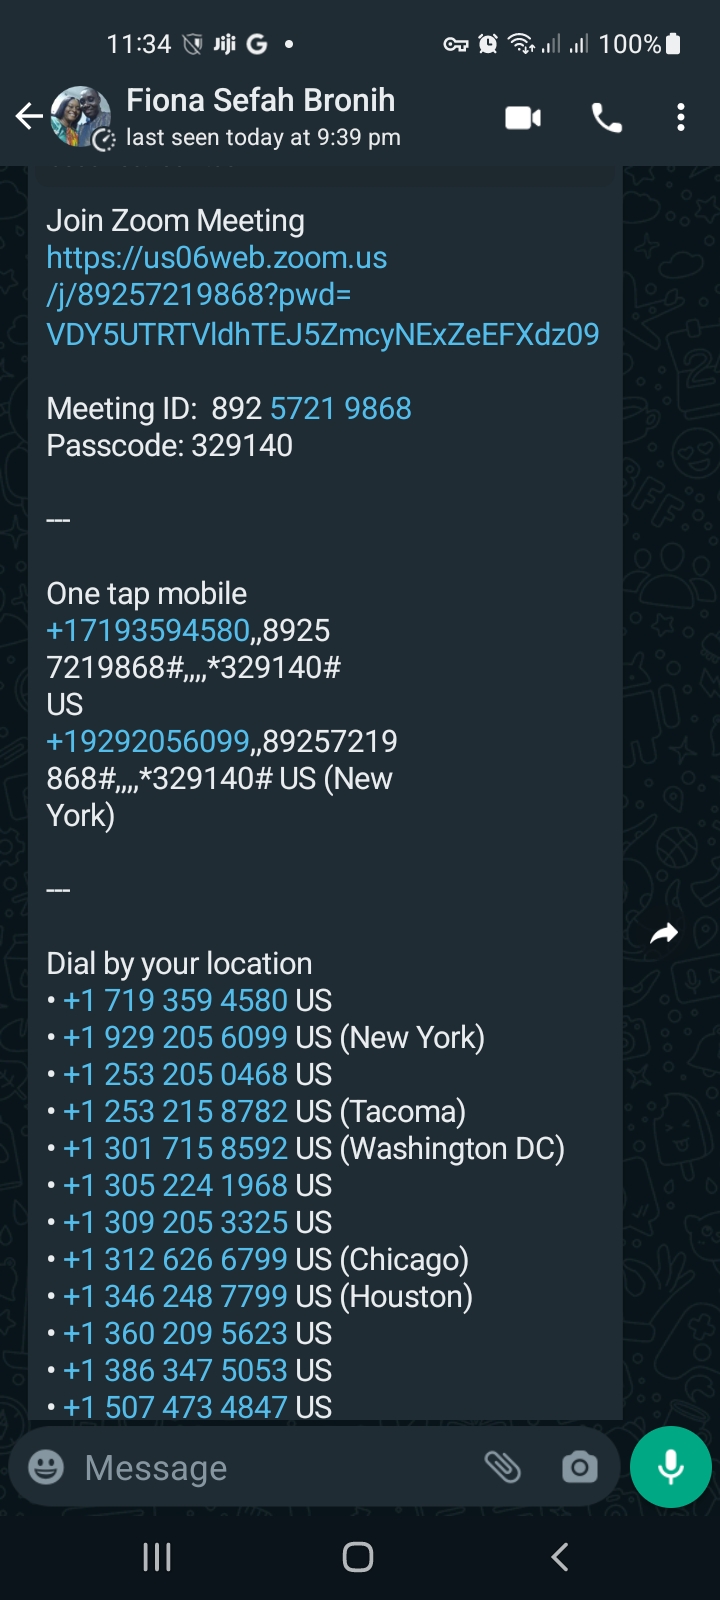 11:34 Jiji G 100%
Fiona Sefah Bronih
last seen today at 9:39 pm
Join Zoom Meeting
https://us06web.zoom.us
/j/89257219868?pwd=
VDY5UTRTVldhTEJ5ZmcyNExZeEFXdz09
Meeting ID:  892 5721 9868
Passcode: 329140
---
One tap mobile
+17193594580,,8925
7219868#,,,,*329140#
US
+19292056099,,89257219
868#,,,,*329140# US (New
York)
---
Dial by your location
• +1 719 359 4580 US
• +1 929 205 6099 US (New York)
• +1 253 205 0468 US
• +1 253 215 8782 US (Tacoma)
• +1 301 715 8592 US (Washington DC)
• +1 305 224 1968 US
• +1 309 205 3325 US
• +1 312 626 6799 US (Chicago)
• +1 346 248 7799 US (Houston)
• +1 360 209 5623 US
• +1 386 347 5053 US
• +1 507 473 4847 US
Message